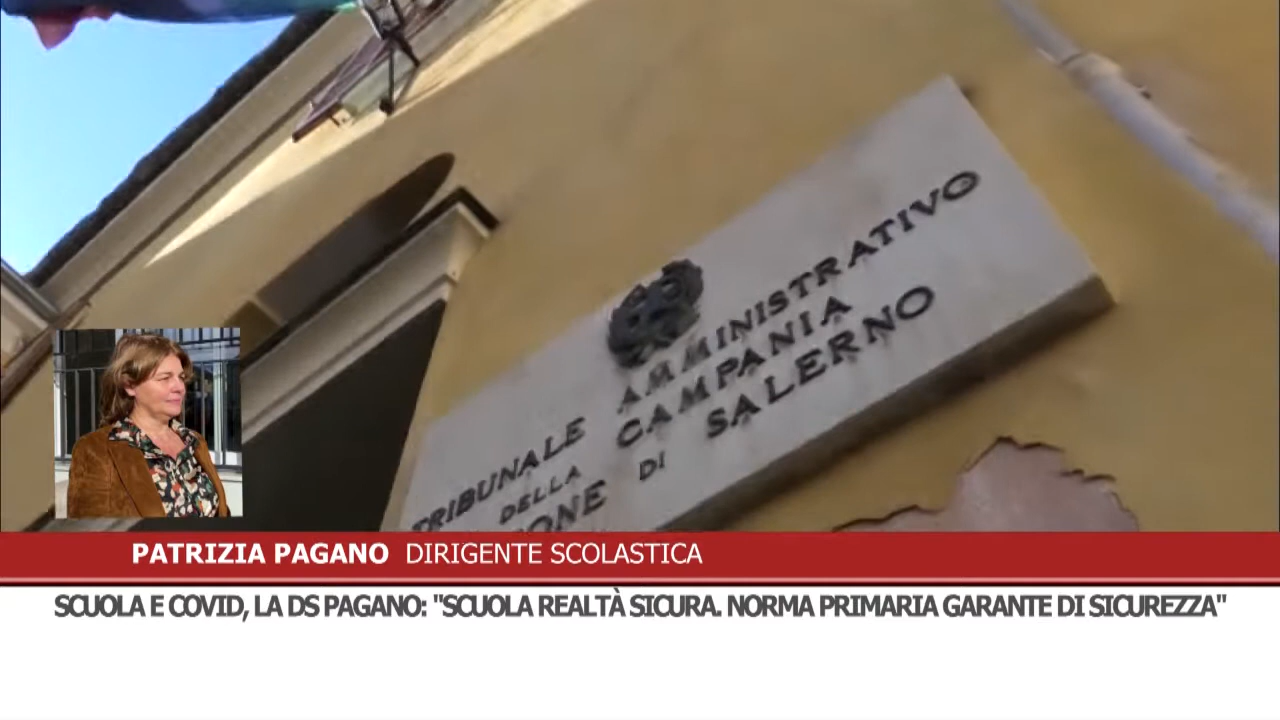 TRIBUNALE AMMINISTRATIVO
DELLA CAMPANIA
DI SALERNO
PATRIZIA PAGANO DIRIGENTE SCOLASTICA
SCUOLA E COVID, LA DS PAGANO: "SCUOLA REALTÀ SICURA. NORMA PRIMARIA GARANTE DI SICUREZZA"